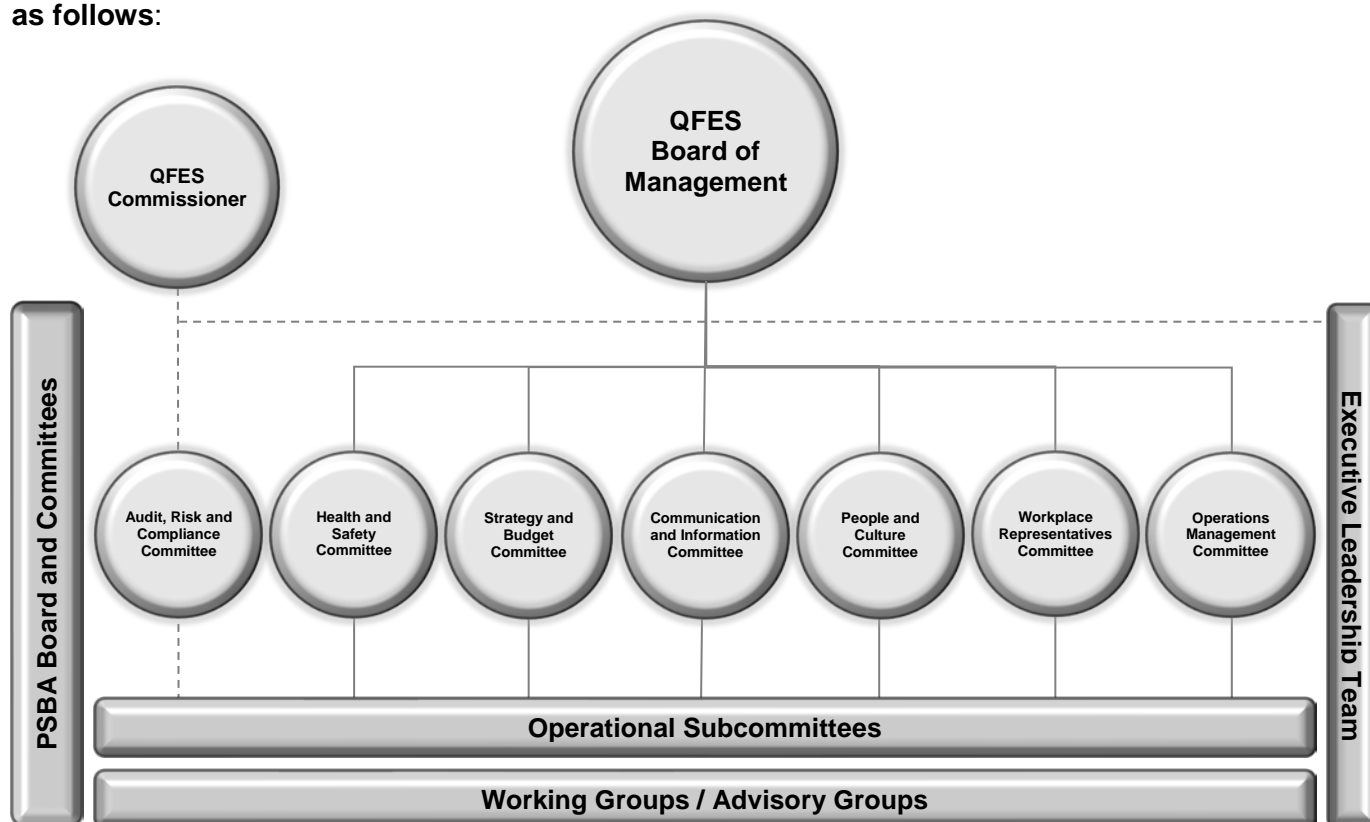 as follows:
QFES
Board of
Management
QFES
Commissioner
PSBA Board and Committees
Executive Leadership Team
Audit, Risk and
Compliance
Committee
Health and
Safety
Committee
Strategy and
Budget
Committee
Communication
and Information
Committee
People and
Culture
Committee
Workplace
Representatives
Committee
Operations
Management
Committee
Operational Subcommittees
Working Groups / Advisory Groups